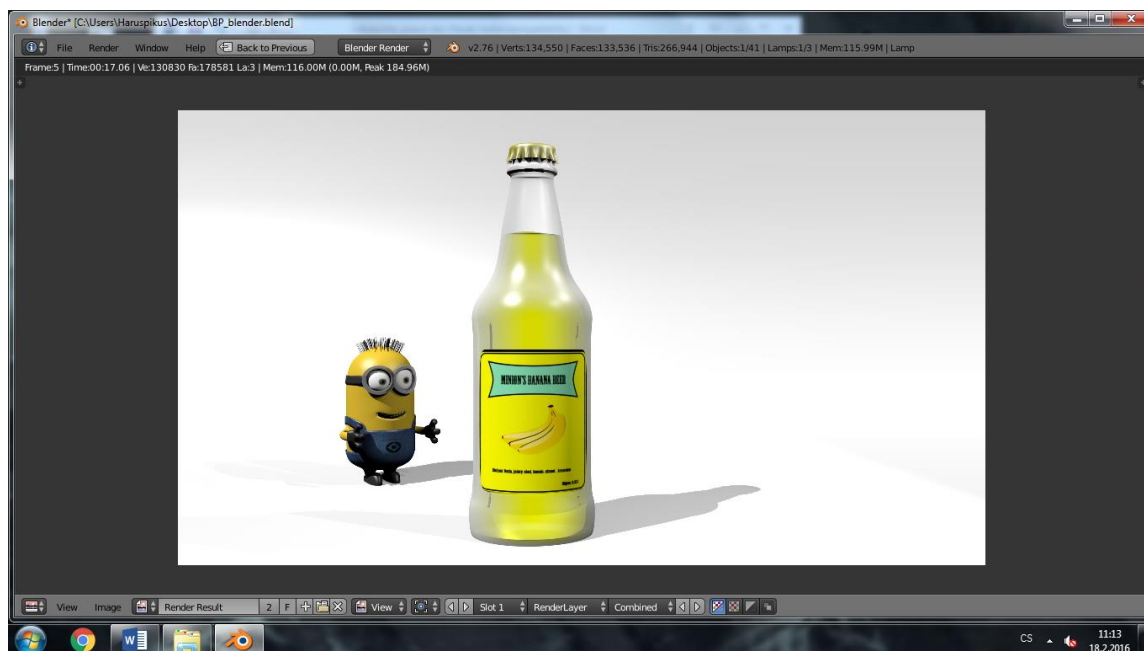 Blender* [C:\Users\Haruspikus\Desktop\BP_blender.blend]
File Render Window Help Back to Previous Blender Render v2.76 | Verts:134,550 | Faces:133,536 | Tris:266,944 | Objects:1/41 | Lamps:1/3 | Mem:115.99M | Lamp
Frame:5 | Time:00:17.06 | Ve:130830 Fa:178581 La:3 | Mem:116.00M (0.00M, Peak 184.96M)
MINION'S BANANA BEER
View Image Render Result 2 F View Slot 1 RenderLayer Combined
W
CS 11:13
18.2.2016